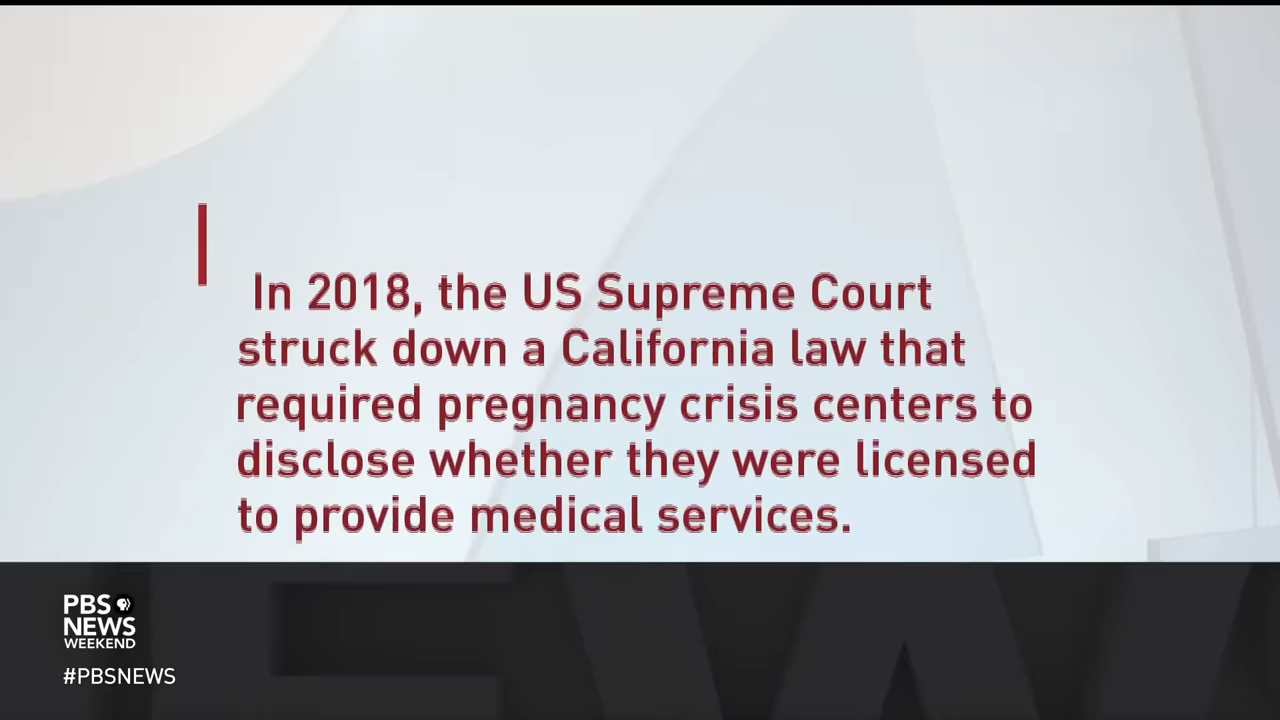 In 2018, the US Supreme Court
struck down a California law that
required pregnancy crisis centers to
disclose whether they were licensed
to provide medical services.
PBS
NEWS
WEEKEND
#PBSNEWS